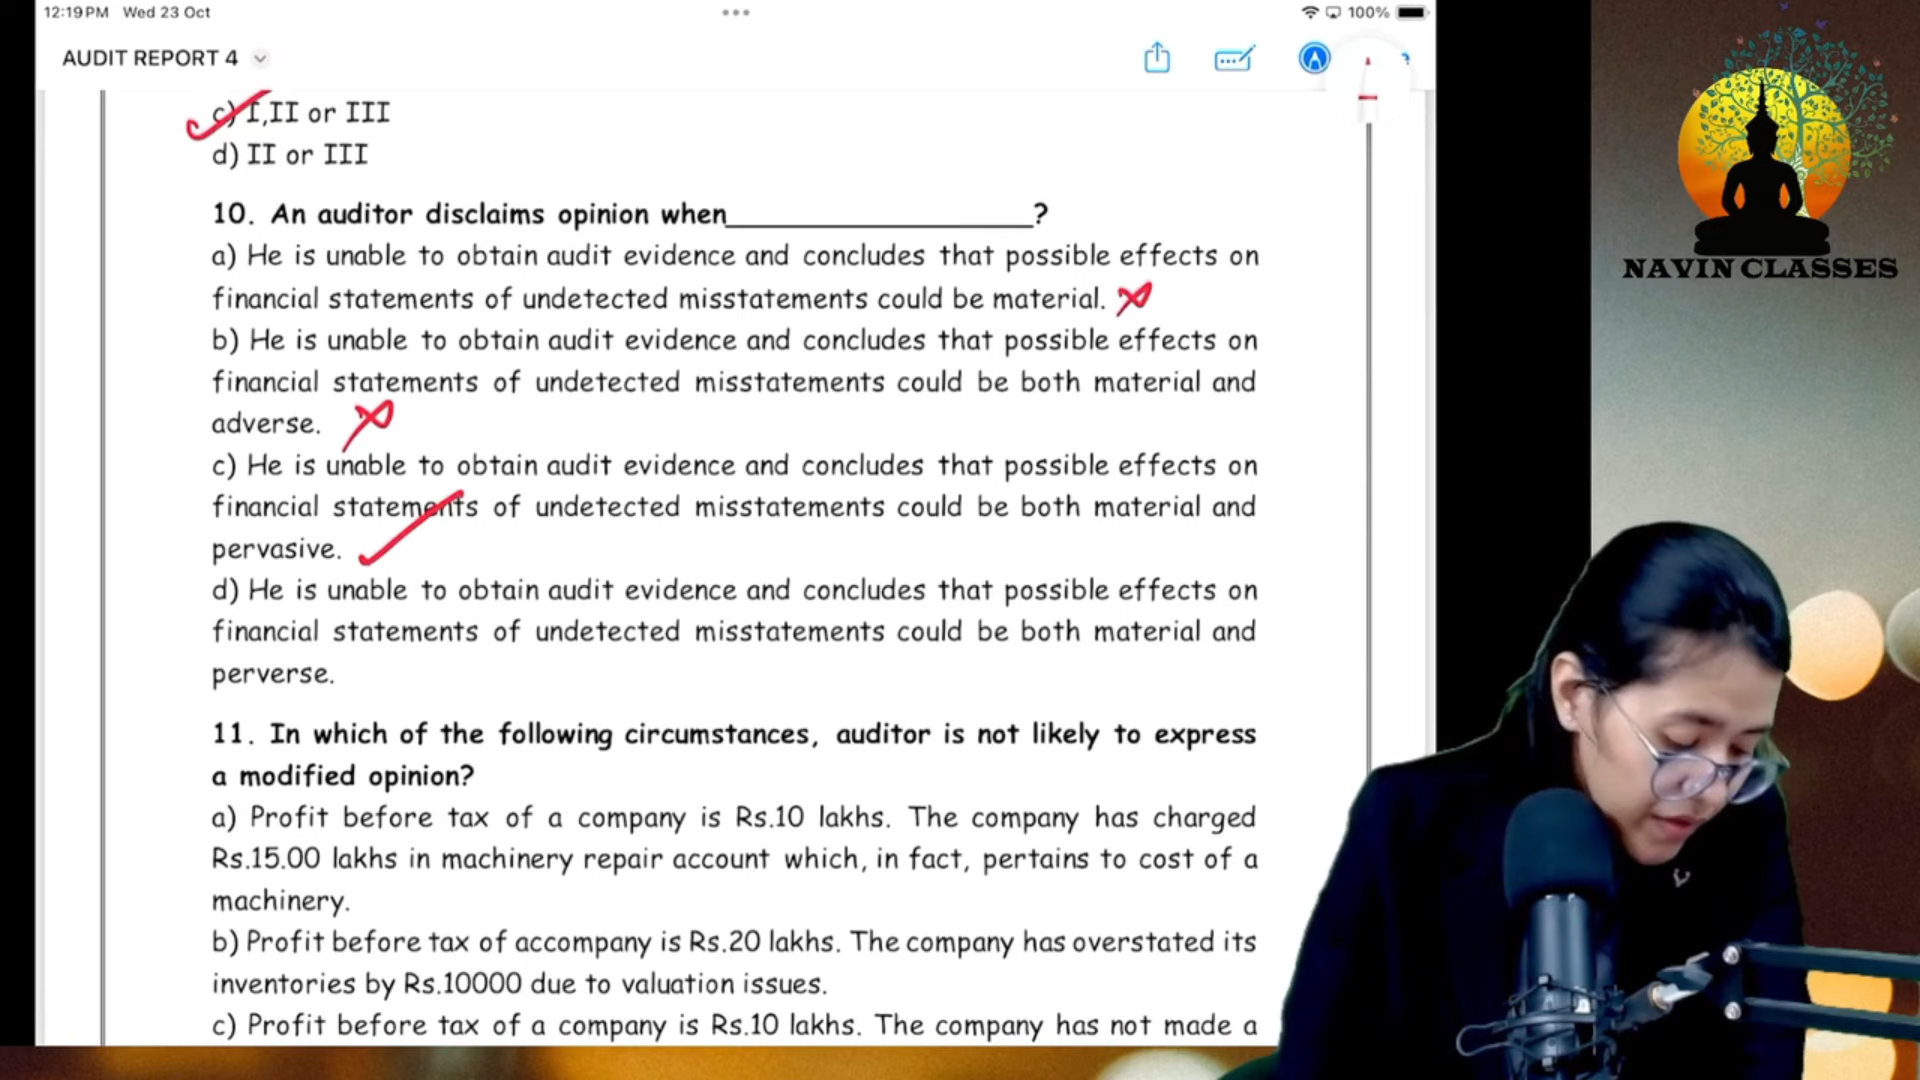 12:19 PM Wed 23 Oct
100%
AUDIT REPORT 4
c) I,II or III
d) II or III
10. An auditor disclaims opinion when____________________?
a) He is unable to obtain audit evidence and concludes that possible effects on
financial statements of undetected misstatements could be material.
b) He is unable to obtain audit evidence and concludes that possible effects on
financial statements of undetected misstatements could be both material and
adverse.
c) He is unable to obtain audit evidence and concludes that possible effects on
financial statements of undetected misstatements could be both material and
pervasive.
d) He is unable to obtain audit evidence and concludes that possible effects on
financial statements of undetected misstatements could be both material and
perverse.
11. In which of the following circumstances, auditor is not likely to express
a modified opinion?
a) Profit before tax of a company is Rs.10 lakhs. The company has charged
Rs.15.00 lakhs in machinery repair account which, in fact, pertains to cost of a
machinery.
b) Profit before tax of accompany is Rs.20 lakhs. The company has overstated its
inventories by Rs.10000 due to valuation issues.
c) Profit before tax of a company is Rs.10 lakhs. The company has not made a
NAVIN CLASSES